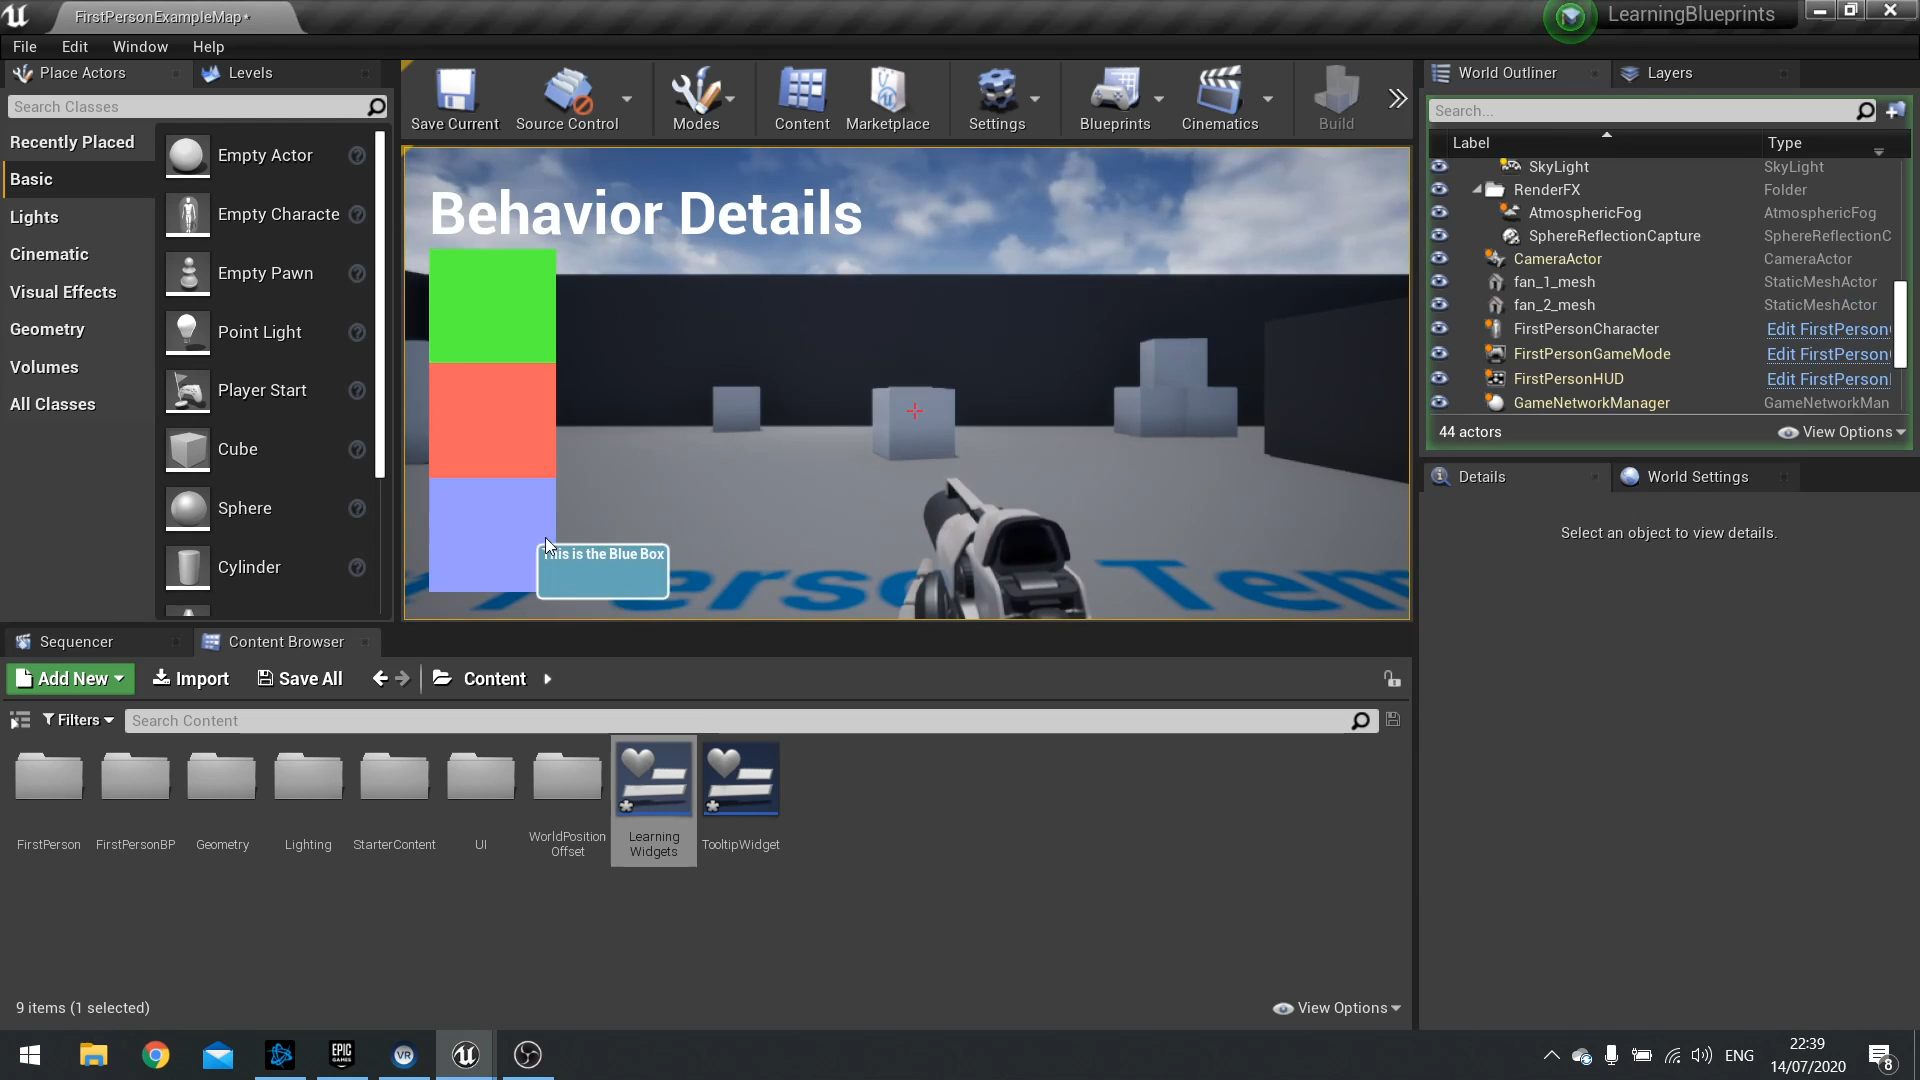 FirstPersonExampleMap*
LearningBlueprints
File Edit Window Help
Place Actors
Levels
Search Classes
Recently Placed
Basic
Lights
Cinematic
Visual Effects
Geometry
Volumes
All Classes
Empty Actor
Empty Characte
Empty Pawn
Point Light
Player Start
Cube
Sphere
Cylinder
Save Current
Source Control
Modes
Content
Marketplace
Settings
Blueprints
Cinematics
Build
Behavior Details
This is the Blue Box
World Outliner
Layers
Search...
Label Type
SkyLight SkyLight
RenderFX Folder
AtmosphericFog AtmosphericFog
SphereReflectionCapture SphereReflectionC
CameraActor CameraActor
fan_1_mesh StaticMeshActor
fan_2_mesh StaticMeshActor
FirstPersonCharacter Edit FirstPerson
FirstPersonGameMode Edit FirstPerson
FirstPersonHUD Edit FirstPerson
GameNetworkManager GameNetworkMan
44 actors
View Options
Details
World Settings
Select an object to view details.
Sequencer
Content Browser
Add New
Import
Save All
Content
Filters
Search Content
FirstPerson
FirstPersonBP
Geometry
Lighting
StarterContent
UI
WorldPosition
Offset
Learning
Widgets
TooltipWidget
9 items (1 selected)
View Options
EPIC
GAMES
VR
ENG
22:39
14/07/2020
8